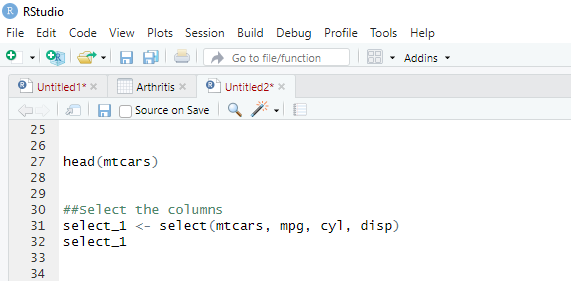 RStudio
File Edit Code View Plots Session Build Debug Profile Tools Help
Go to file/function Addins
Untitled1* Arthritis Untitled2*
Source on Save
25
26
27 head(mtcars)
28
29
30 ##Select the columns
31 select_1 <- select(mtcars, mpg, cyl, disp)
32 select_1
33
34